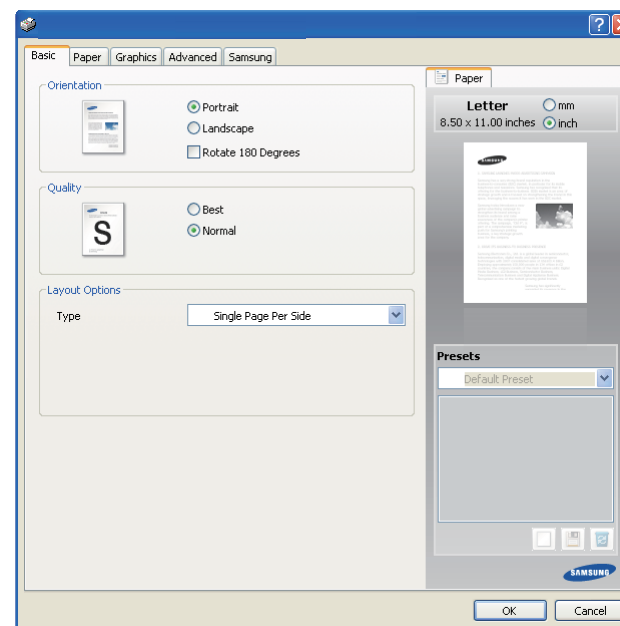 ?
Basic Paper Graphics Advanced Samsung
Orientation
Portrait
Landscape
Rotate 180 Degrees
Quality
S
Best
Normal
Layout Options
Type Single Page Per Side
Paper
Letter mm
8.50 x 11.00 inches inch
SAMSUNG
Presets
Default Preset
SAMSUNG
OK Cancel